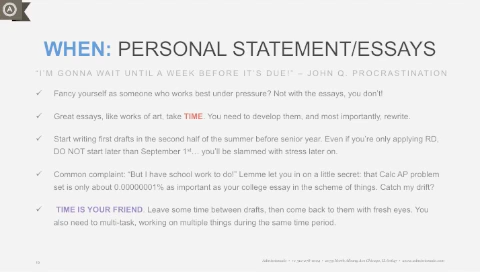 A
WHEN: PERSONAL STATEMENT/ESSAYS
"I'M GONNA WAIT UNTIL A WEEK BEFORE IT'S DUE!" – JOHN Q. PROCRASTINATION
✓ Fancy yourself as someone who works best under pressure? Not with the essays, you don't!
✓ Great essays, like works of art, take TIME. You need to develop them, and most importantly, rewrite.
✓ Start writing first drafts in the second half of the summer before senior year. Even if you're only applying RD,
DO NOT start later than September 1st… you'll be slammed with stress later on.
✓ Common complaint: "But I have school work to do!" Lemme let you in on a little secret: that Calc AP problem
set is only about 0.00000001% as important as your college essay in the scheme of things. Catch my drift?
✓ TIME IS YOUR FRIEND. Leave some time between drafts, then come back to them with fresh eyes. You
also need to multi-task, working on multiple things during the same time period.